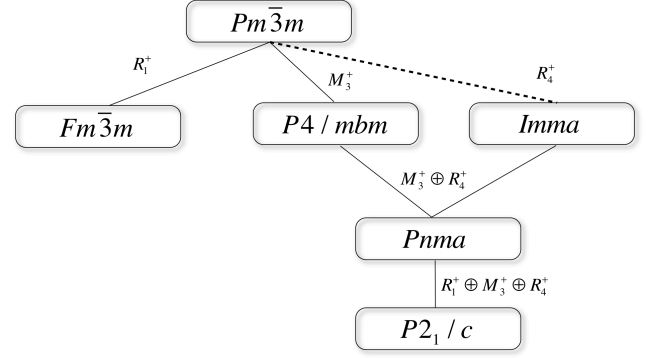 Pm3̅m
R₁⁺
M₃⁺
R₄⁺
Fm3̅m
P4 / mbm
Imma
M₃⁺ ⊕ R₄⁺
Pnma
R₁⁺ ⊕ M₃⁺ ⊕ R₄⁺
P2₁ / c